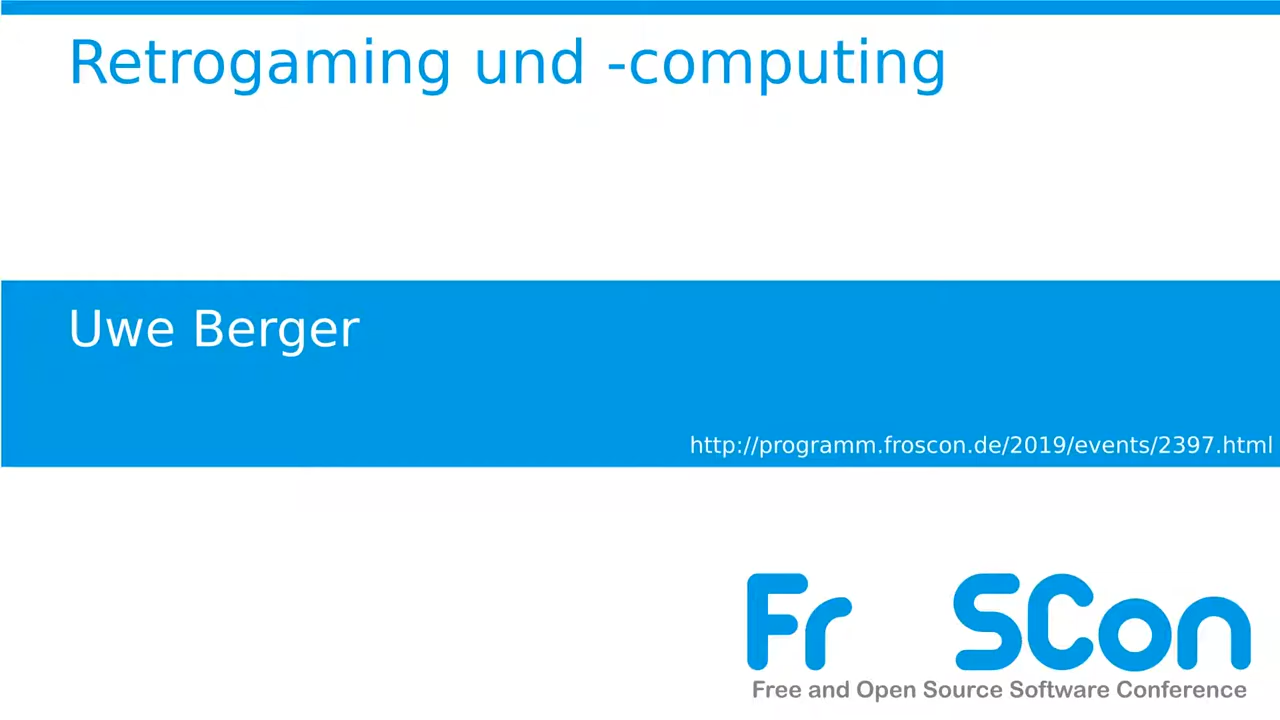 Retrogaming und -computing
Uwe Berger
http://programm.froscon.de/2019/events/2397.html
Fr SCon
Free and Open Source Software Conference